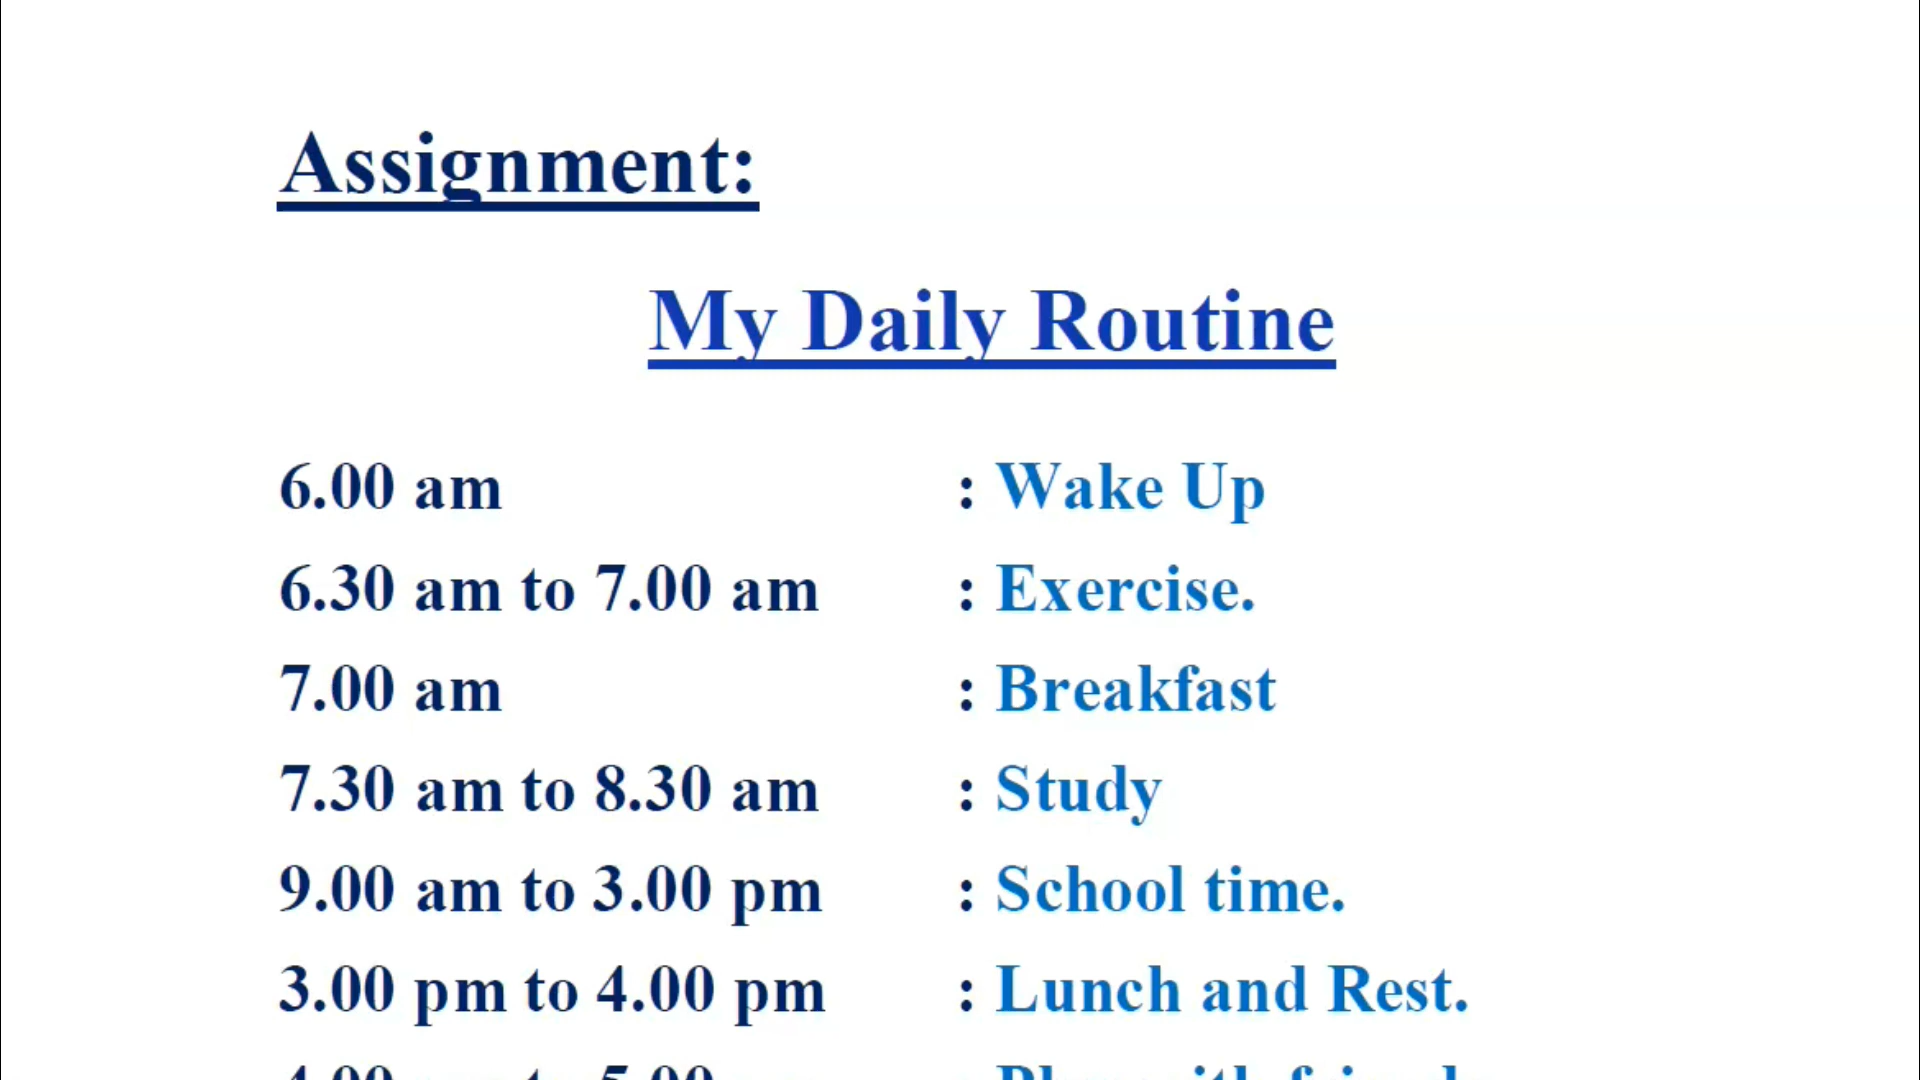 Assignment:
My Daily Routine
6.00 am : Wake Up
6.30 am to 7.00 am : Exercise.
7.00 am : Breakfast
7.30 am to 8.30 am : Study
9.00 am to 3.00 pm : School time.
3.00 pm to 4.00 pm : Lunch and Rest.